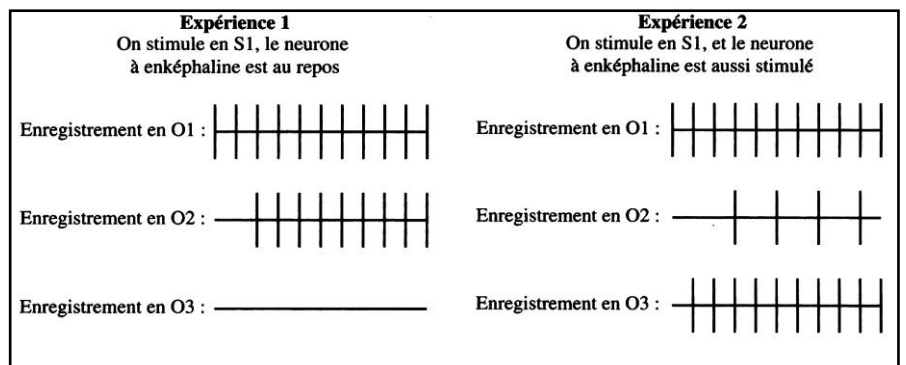 Expérience 1
On stimule en S1, le neurone
à enképhaline est au repos
Enregistrement en O1 :
Enregistrement en O2 :
Enregistrement en O3 :
Expérience 2
On stimule en S1, et le neurone
à enképhaline est aussi stimulé
Enregistrement en O1 :
Enregistrement en O2 :
Enregistrement en O3 :